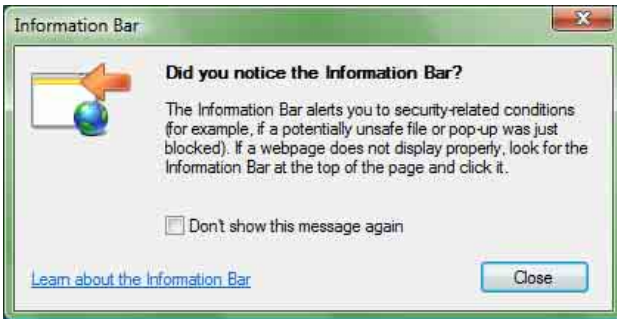 Information Bar
Did you notice the Information Bar?
The Information Bar alerts you to security-related conditions
(for example, if a potentially unsafe file or pop-up was just
blocked). If a webpage does not display properly, look for the
Information Bar at the top of the page and click it.
Don't show this message again
Learn about the Information Bar
Close